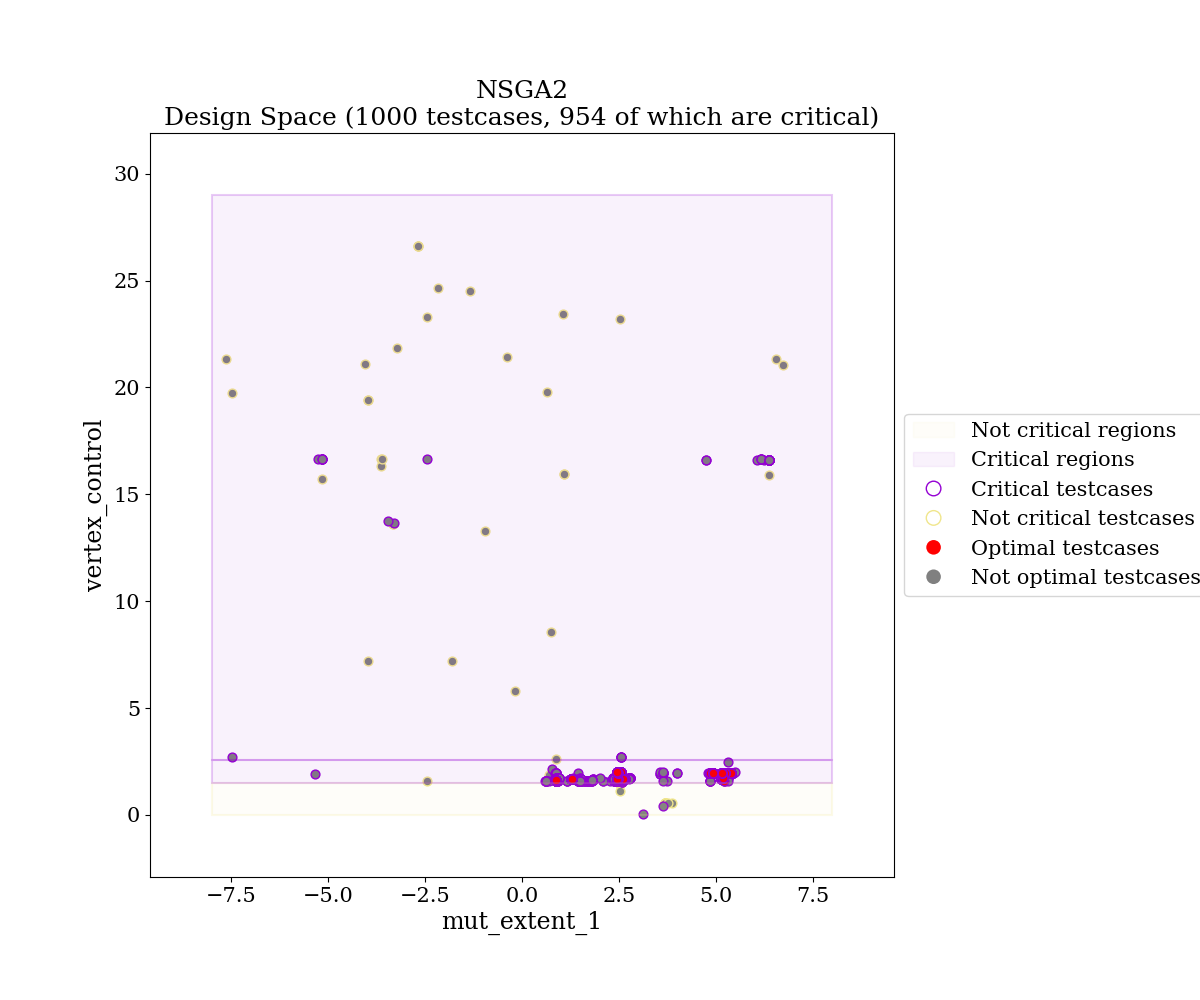 NSGA2
Design Space (1000 testcases, 954 of which are critical)
30
25
20
15
10
5
0
vertex_control
−7.5
−5.0
−2.5
0.0
2.5
5.0
7.5
mut_extent_1
Not critical regions
Critical regions
Critical testcases
Not critical testcases
Optimal testcases
Not optimal testcases